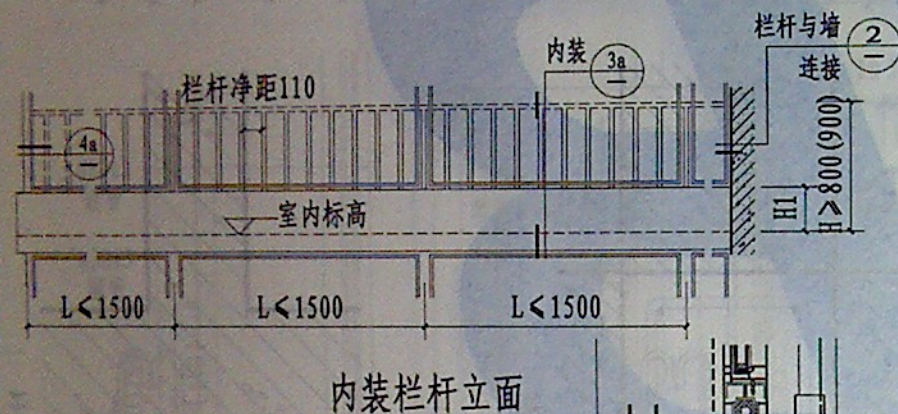 栏杆与墙
2
连接
内装
3a
栏杆净距110
4a
室内标高
H1
H≥800(900)
L≤1500
L≤1500
L≤1500
内装栏杆立面